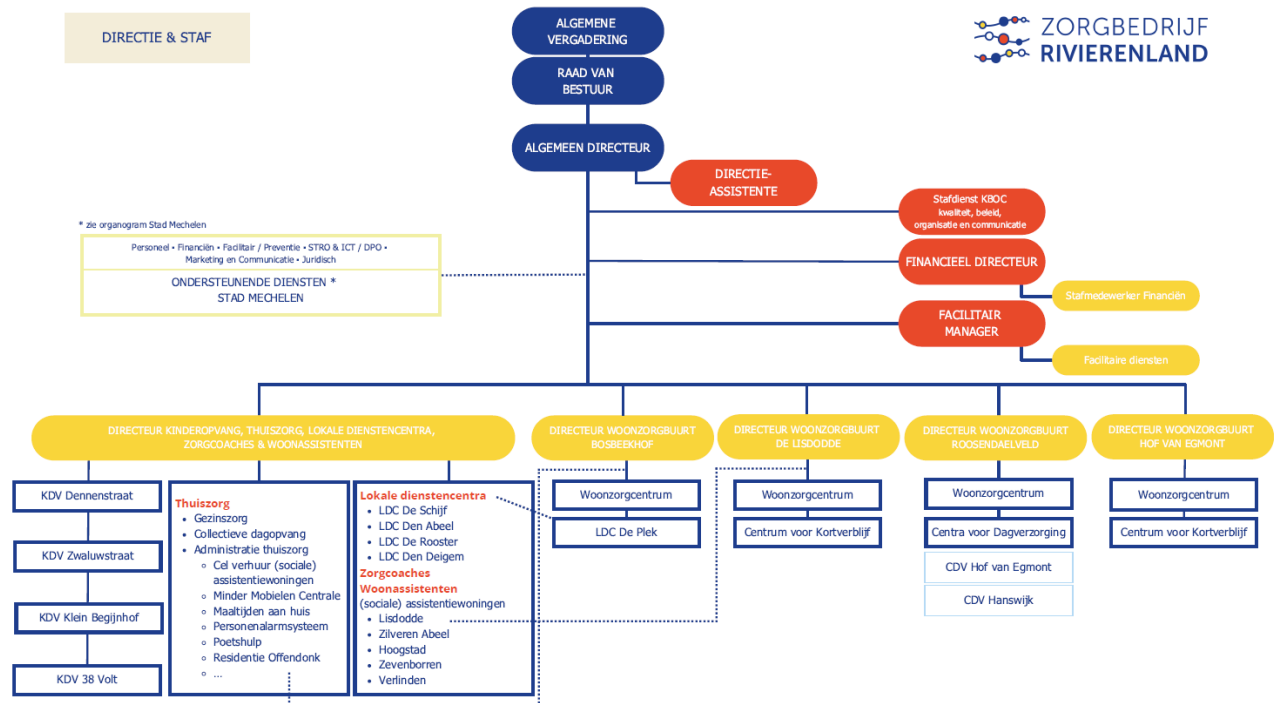 DIRECTIE & STAF
ALGEMENE
VERGADERING
RAAD VAN
BESTUUR
ALGEMEEN DIRECTEUR
ZORGBEDRIJF
RIVIERENLAND
DIRECTIE-
ASSISTENTE
Stafdienst KBOC
kwaliteit, beleid,
organisatie en communicatie
FINANCIEEL DIRECTEUR
Stafmedewerker Financiën
FACILITAIR
MANAGER
Facilitaire diensten
* zie organogram Stad Mechelen
Personeel • Financiën • Facilitair / Preventie • STRO & ICT / DPO •
Marketing en Communicatie • Juridisch
ONDERSTEUNENDE DIENSTEN *
STAD MECHELEN
DIRECTEUR KINDEROPVANG, THUISZORG, LOKALE DIENSTENCENTRA,
ZORGCOACHES & WOONASSISTENTEN
KDV Dennenstraat
KDV Zwaluwstraat
KDV Klein Begijnhof
KDV 38 Volt
Thuiszorg
• Gezinszorg
• Collectieve dagopvang
• Administratie thuiszorg
◦ Cel verhuur (sociale)
assistentiewoningen
◦ Minder Mobielen Centrale
◦ Maaltijden aan huis
◦ Personenalarmsysteem
◦ Poetshulp
◦ Residentie Offendonk
◦ ...
Lokale dienstencentra
• LDC De Schijf
• LDC Den Abeel
• LDC De Rooster
• LDC Den Deigem
Zorgcoaches
Woonassistenten
(sociale) assistentiewoningen
• Lisdodde
• Zilveren Abeel
• Hoogstad
• Zevenborren
• Verlinden
DIRECTEUR WOONZORGBUURT
BOSBEEKHOF
Woonzorgcentrum
LDC De Plek
DIRECTEUR WOONZORGBUURT
DE LISDODDE
Woonzorgcentrum
Centrum voor Kortverblijf
DIRECTEUR WOONZORGBUURT
ROOSENDAELVELD
Woonzorgcentrum
Centra voor Dagverzorging
CDV Hof van Egmont
CDV Hanswijk
DIRECTEUR WOONZORGBUURT
HOF VAN EGMONT
Woonzorgcentrum
Centrum voor Kortverblijf